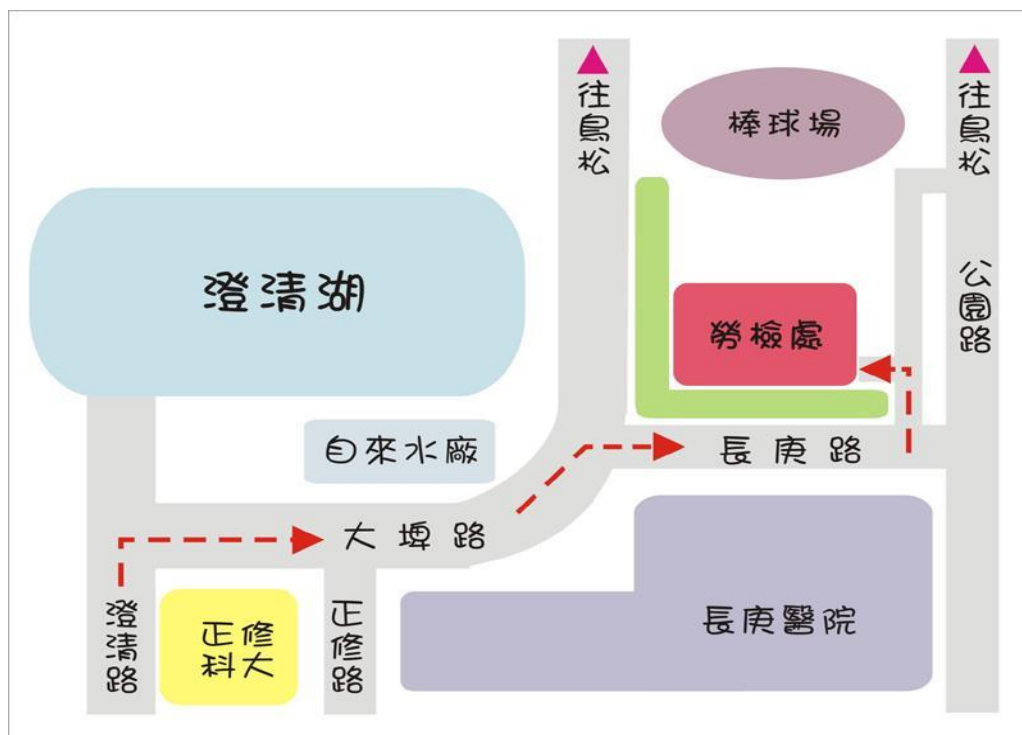 往鳥松
棒球場
往鳥松
澄清湖
勞檢處
公園路
自來水廠
長庚路
大埤路
澄清路
正修
科大
正修路
長庚醫院